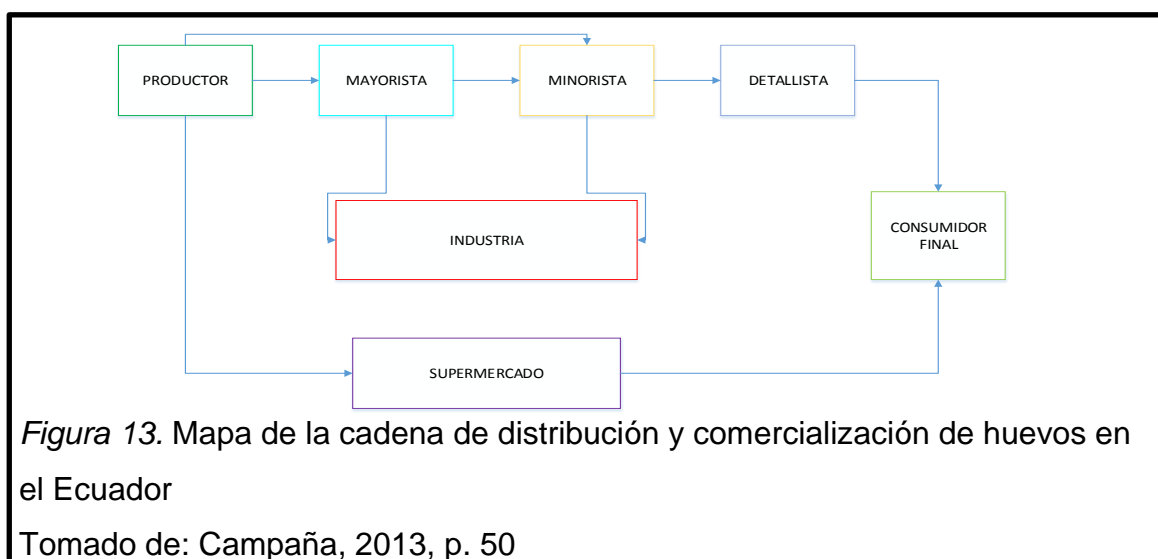 PRODUCTOR
MAYORISTA
MINORISTA
DETALLISTA
INDUSTRIA
CONSUMIDOR
FINAL
SUPERMERCADO
Figura 13. Mapa de la cadena de distribución y comercialización de huevos en
el Ecuador
Tomado de: Campaña, 2013, p. 50